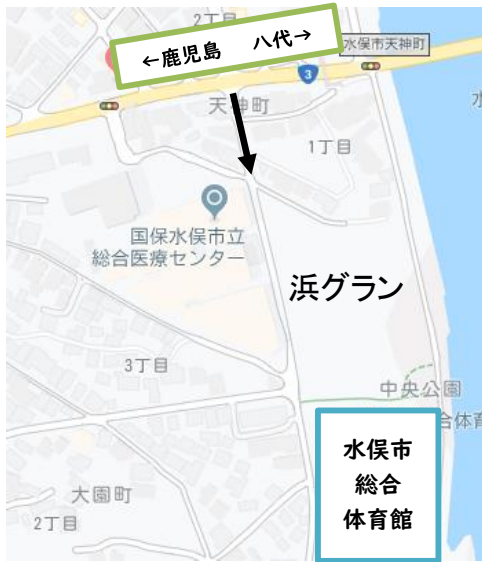 2丁目
←鹿児島 八代→
水俣市天神町
3
天神町
水
1丁目
国保水俣市立
総合医療センター
浜グラン
3丁目
中央公園
合体育
水俣市
総合
体育館
大園町
2丁目